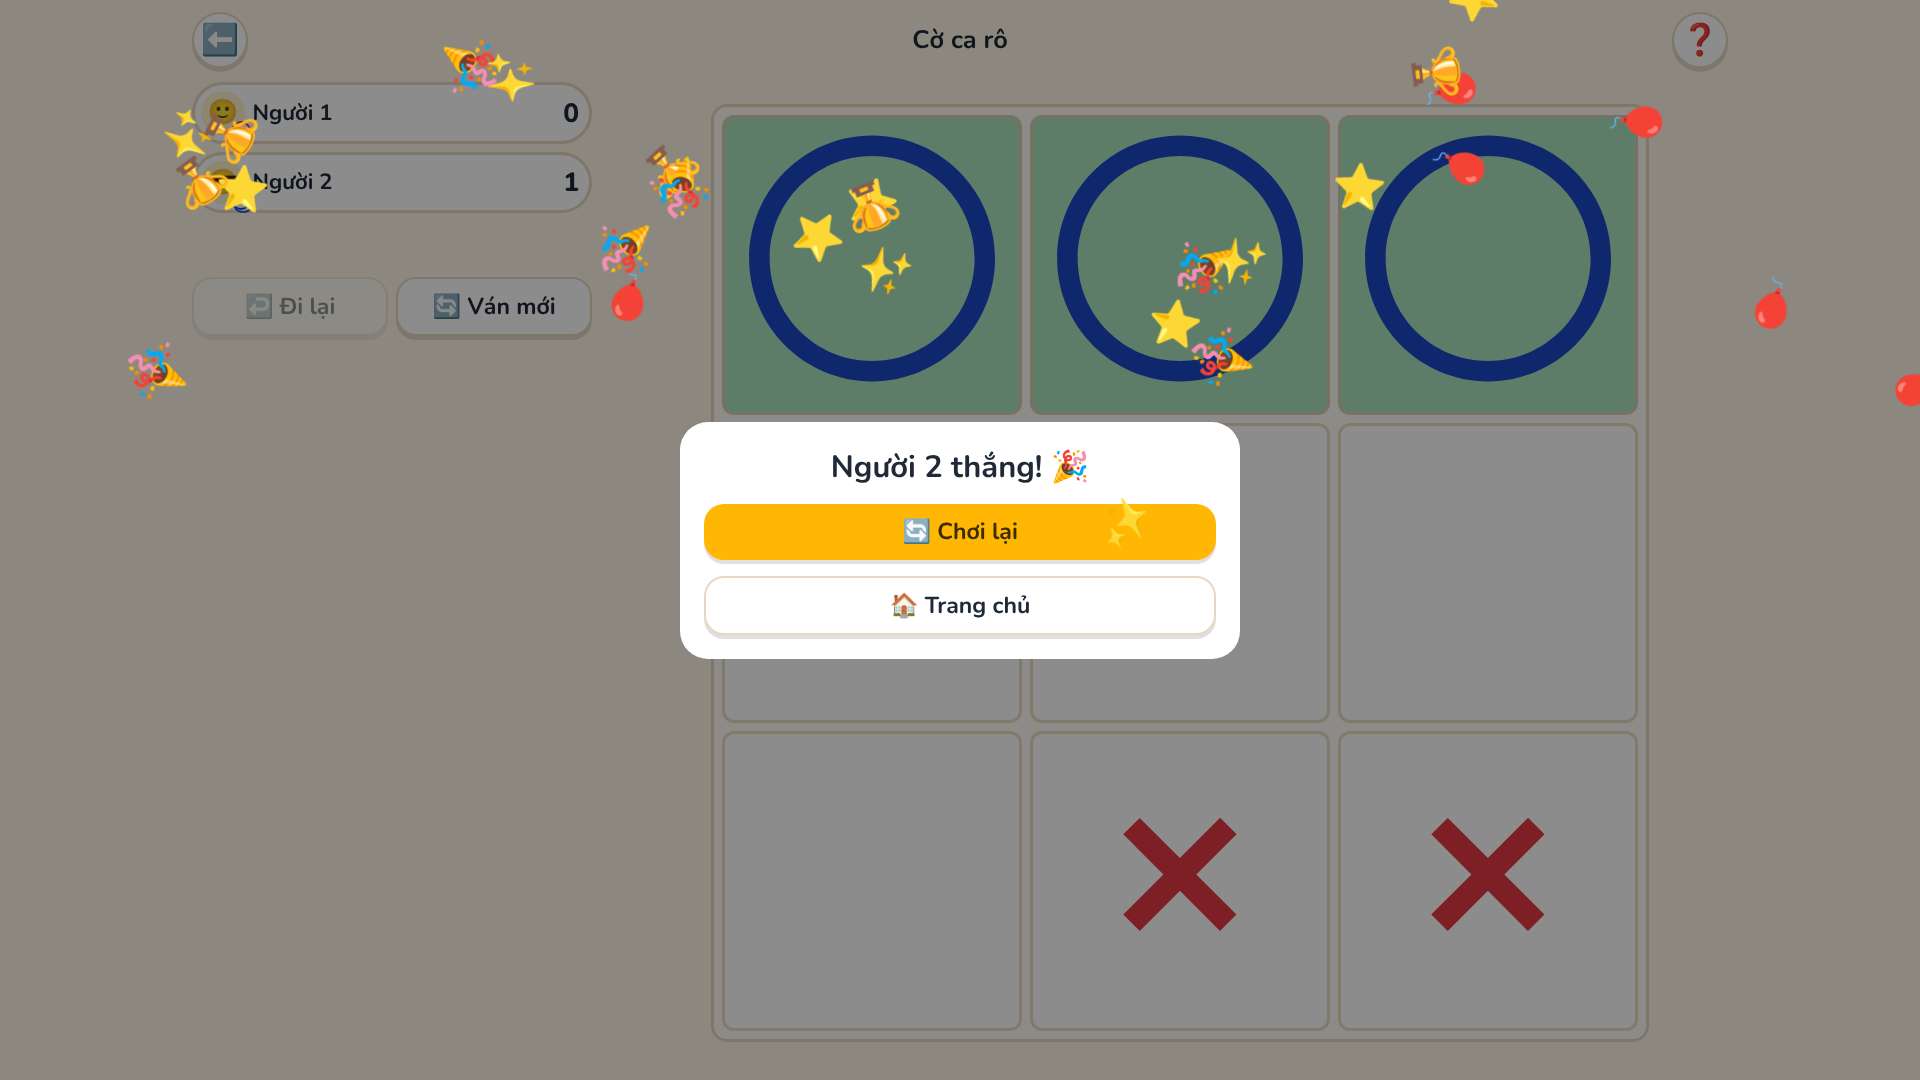 Cờ ca rô
Người 1 0
Người 2 1
Đi lại
Ván mới
Người 2 thắng!
Chơi lại
Trang chủ